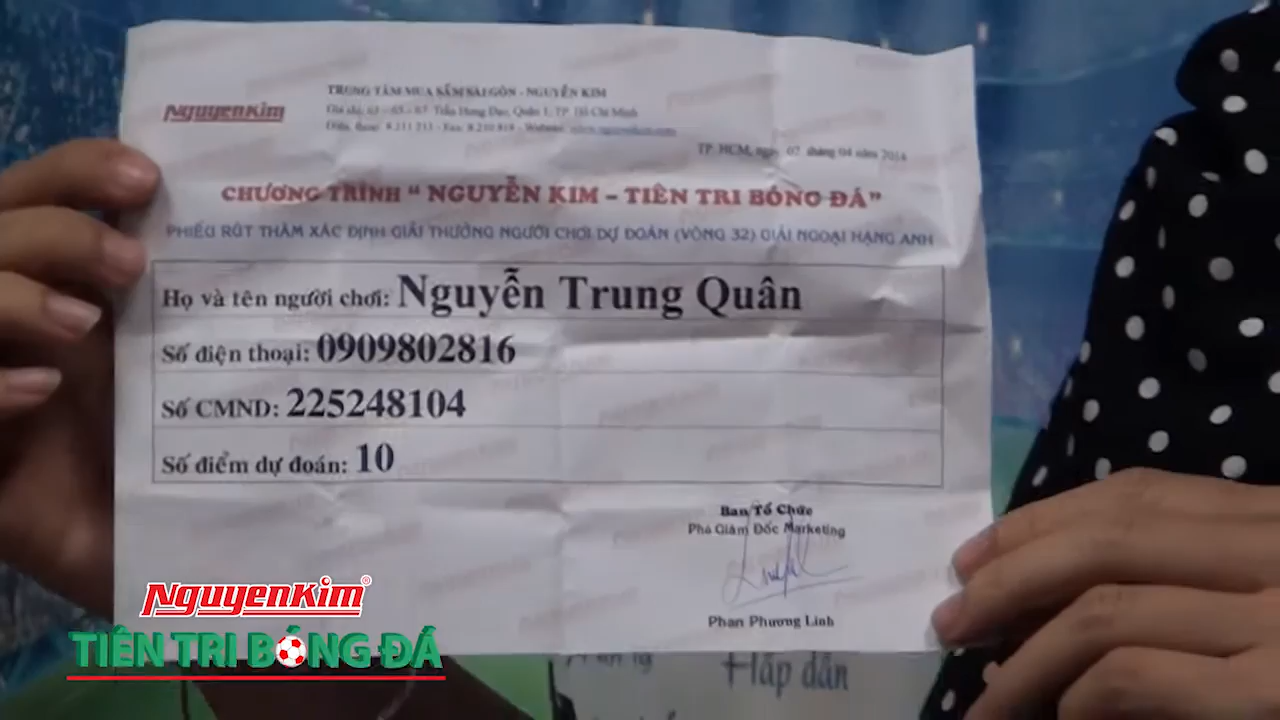 NguyenKim
TRUNG TÂM MUA SẮM SÀI GÒN - NGUYỄN KIM
Trần Hưng Đạo, Quận 1, TP. Hồ Chí Minh
TP. HCM, ngày 07 tháng 04 năm 2014
CHƯƠNG TRÌNH “ NGUYỄN KIM – TIÊN TRI BÓNG ĐÁ”
PHIẾU RÚT THĂM XÁC ĐỊNH GIẢI THƯỞNG NGƯỜI CHƠI DỰ ĐOÁN (VÒNG 32) GIẢI NGOẠI HẠNG ANH
Họ và tên người chơi: Nguyễn Trung Quân
Số điện thoại: 0909802816
Số CMND: 225248104
Số điểm dự đoán: 10
Ban Tổ Chức
Phó Giám Đốc Marketing
Phan Phương Linh
NguyenKim®
TIÊN TRI BÓNG ĐÁ
Hấp dẫn